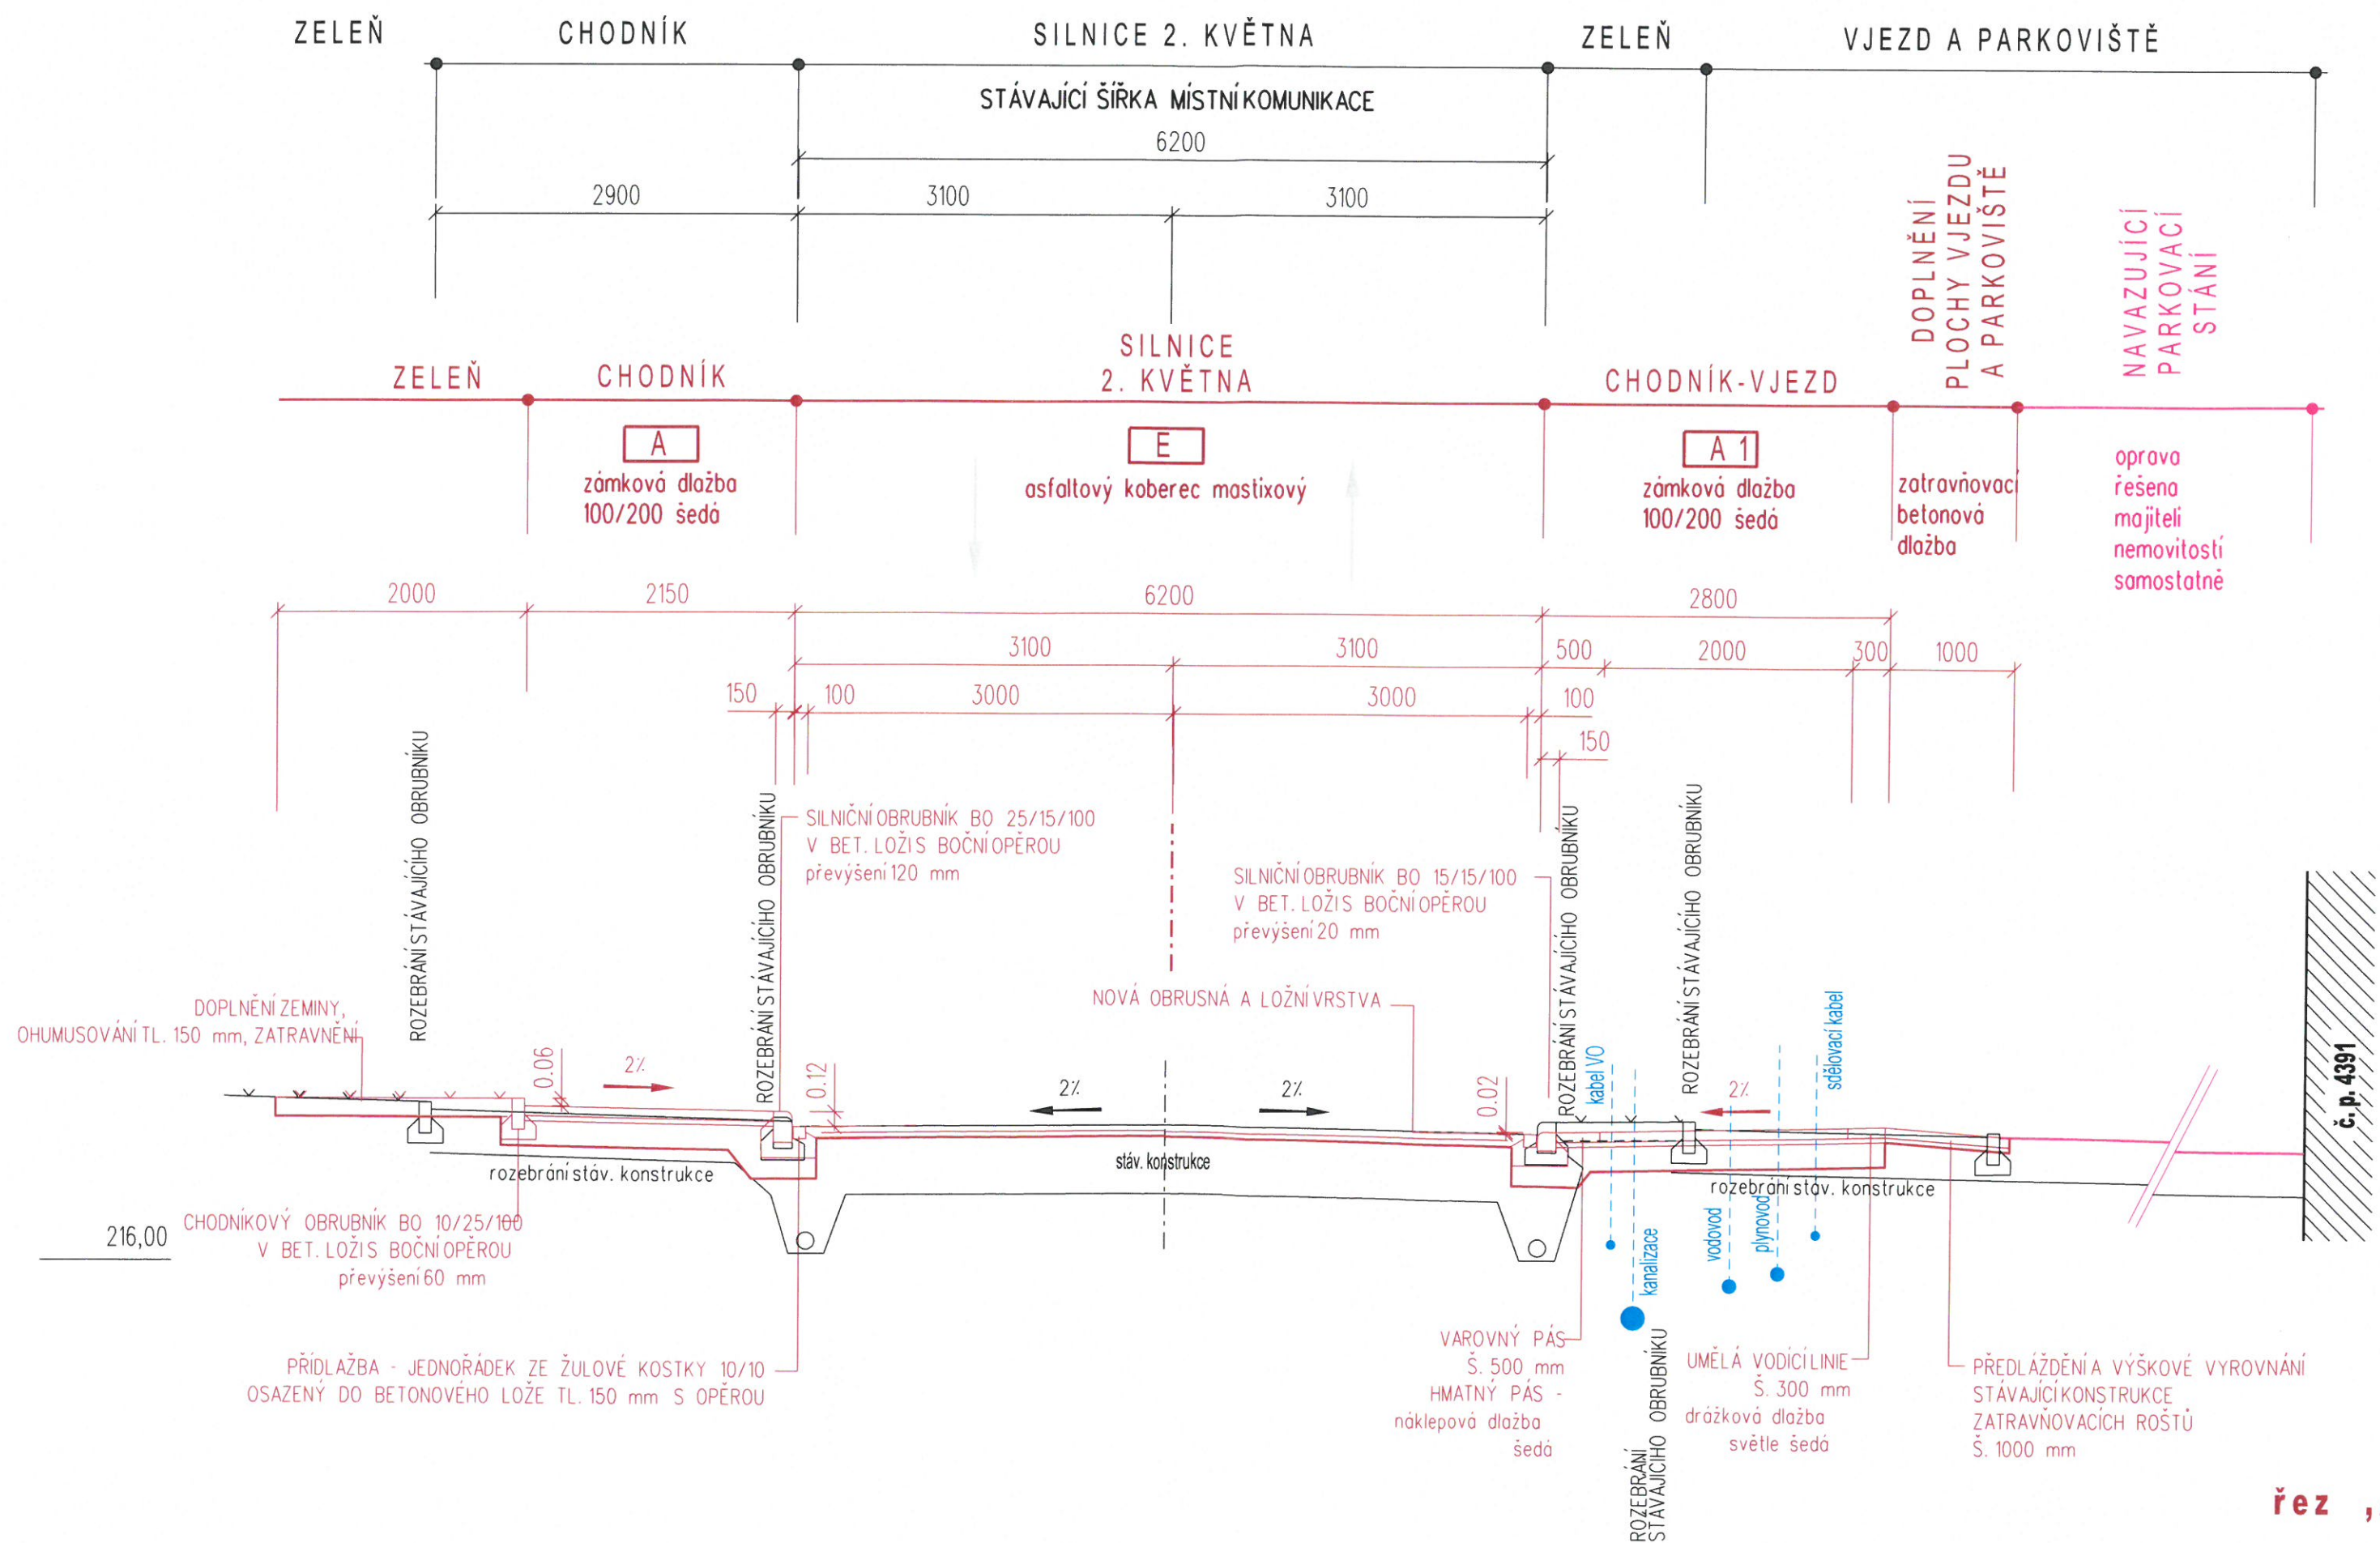 ZELEŇ
CHODNÍK
SILNICE 2. KVĚTNA
ZELEŇ
VJEZD A PARKOVIŠTĚ
STÁVAJÍCÍ ŠÍŘKA MÍSTNÍ KOMUNIKACE
6200
2900
3100
3100
DOPLNĚNÍ
PLOCHY VJEZDU
A PARKOVIŠTĚ
NAVAZUJÍCÍ
PARKOVACÍ
STÁNÍ
ZELEŇ
CHODNÍK
SILNICE
2. KVĚTNA
CHODNÍK-VJEZD
A
zámková dlažba
100/200 šedá
E
asfaltový koberec mastixový
A 1
zámková dlažba
100/200 šedá
zatravňovací
betonová
dlažba
oprava
řešena
majiteli
nemovitostí
samostatně
2000
2150
6200
2800
3100
3100
500
2000
300
1000
150
100
3000
3000
100
150
ROZEBRÁNÍ STÁVAJÍCÍHO OBRUBNÍKU
ROZEBRÁNÍ STÁVAJÍCÍHO OBRUBNÍKU
SILNIČNÍ OBRUBNÍK BO 25/15/100
V BET. LOŽI S BOČNÍ OPĚROU
převýšení 120 mm
SILNIČNÍ OBRUBNÍK BO 15/15/100
V BET. LOŽI S BOČNÍ OPĚROU
převýšení 20 mm
ROZEBRÁNÍ STÁVAJÍCÍHO OBRUBNÍKU
ROZEBRÁNÍ STÁVAJÍCÍHO OBRUBNÍKU
NOVÁ OBRUSNÁ A LOŽNÍ VRSTVA
DOPLNĚNÍ ZEMINY,
OHUMUSOVÁNÍ TL. 150 mm, ZATRAVNĚNÍ
0.06
2%
0.12
2%
2%
0.02
kabel VO
2%
sdělovací kabel
č. p. 4391
rozebrání stáv. konstrukce
stáv. konstrukce
rozebrání stáv. konstrukce
216,00
CHODNÍKOVÝ OBRUBNÍK BO 10/25/100
V BET. LOŽI S BOČNÍ OPĚROU
převýšení 60 mm
kanalizace
vodovod
plynovod
PŘÍDLAŽBA - JEDNOŘÁDEK ZE ŽULOVÉ KOSTKY 10/10
OSAZENÝ DO BETONOVÉHO LOŽE TL. 150 mm S OPĚROU
VAROVNÝ PÁS
Š. 500 mm
HMATNÝ PÁS -
náklepová dlažba
šedá
ROZEBRÁNÍ
STÁVAJÍCÍHO OBRUBNÍKU
UMĚLÁ VODÍCÍ LINIE
Š. 300 mm
drážková dlažba
světle šedá
PŘEDLÁŽDĚNÍ A VÝŠKOVÉ VYROVNÁNÍ
STÁVAJÍCÍ KONSTRUKCE
ZATRAVŇOVACÍCH ROŠTŮ
Š. 1000 mm
řez ,